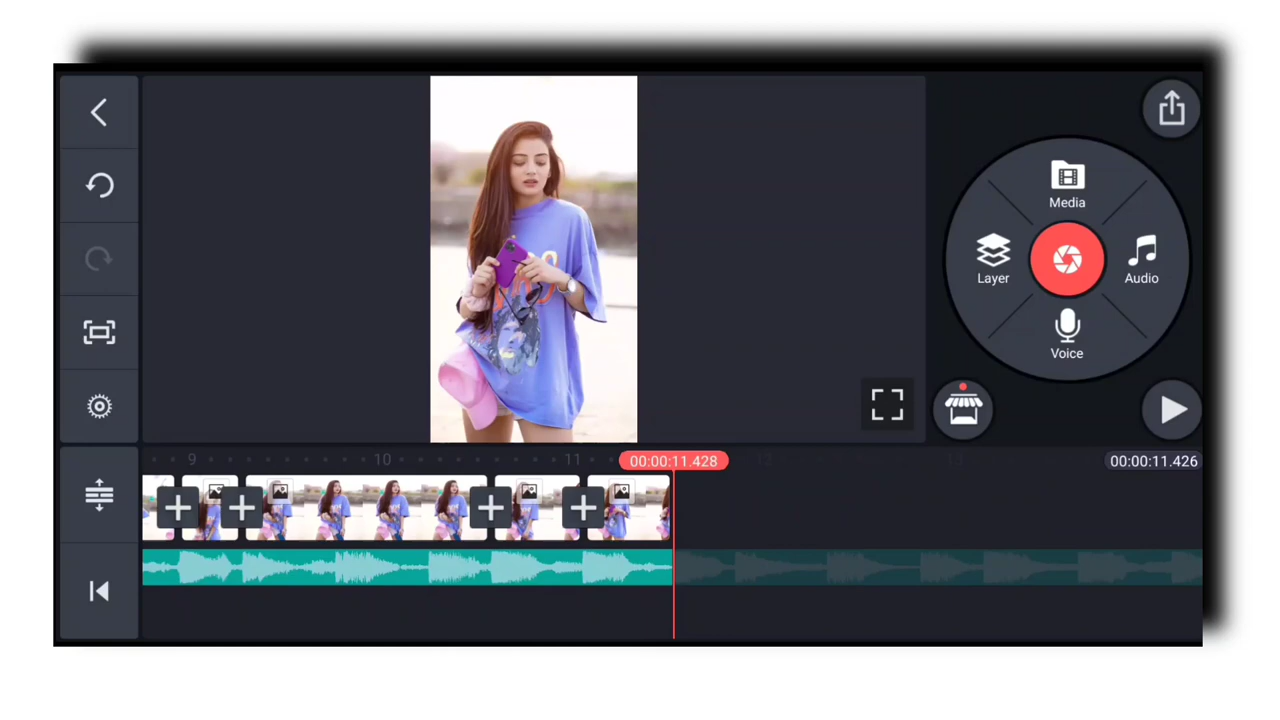 Media
Layer
Audio
Voice
9
10
11
00:00:11.428
00:00:11.426